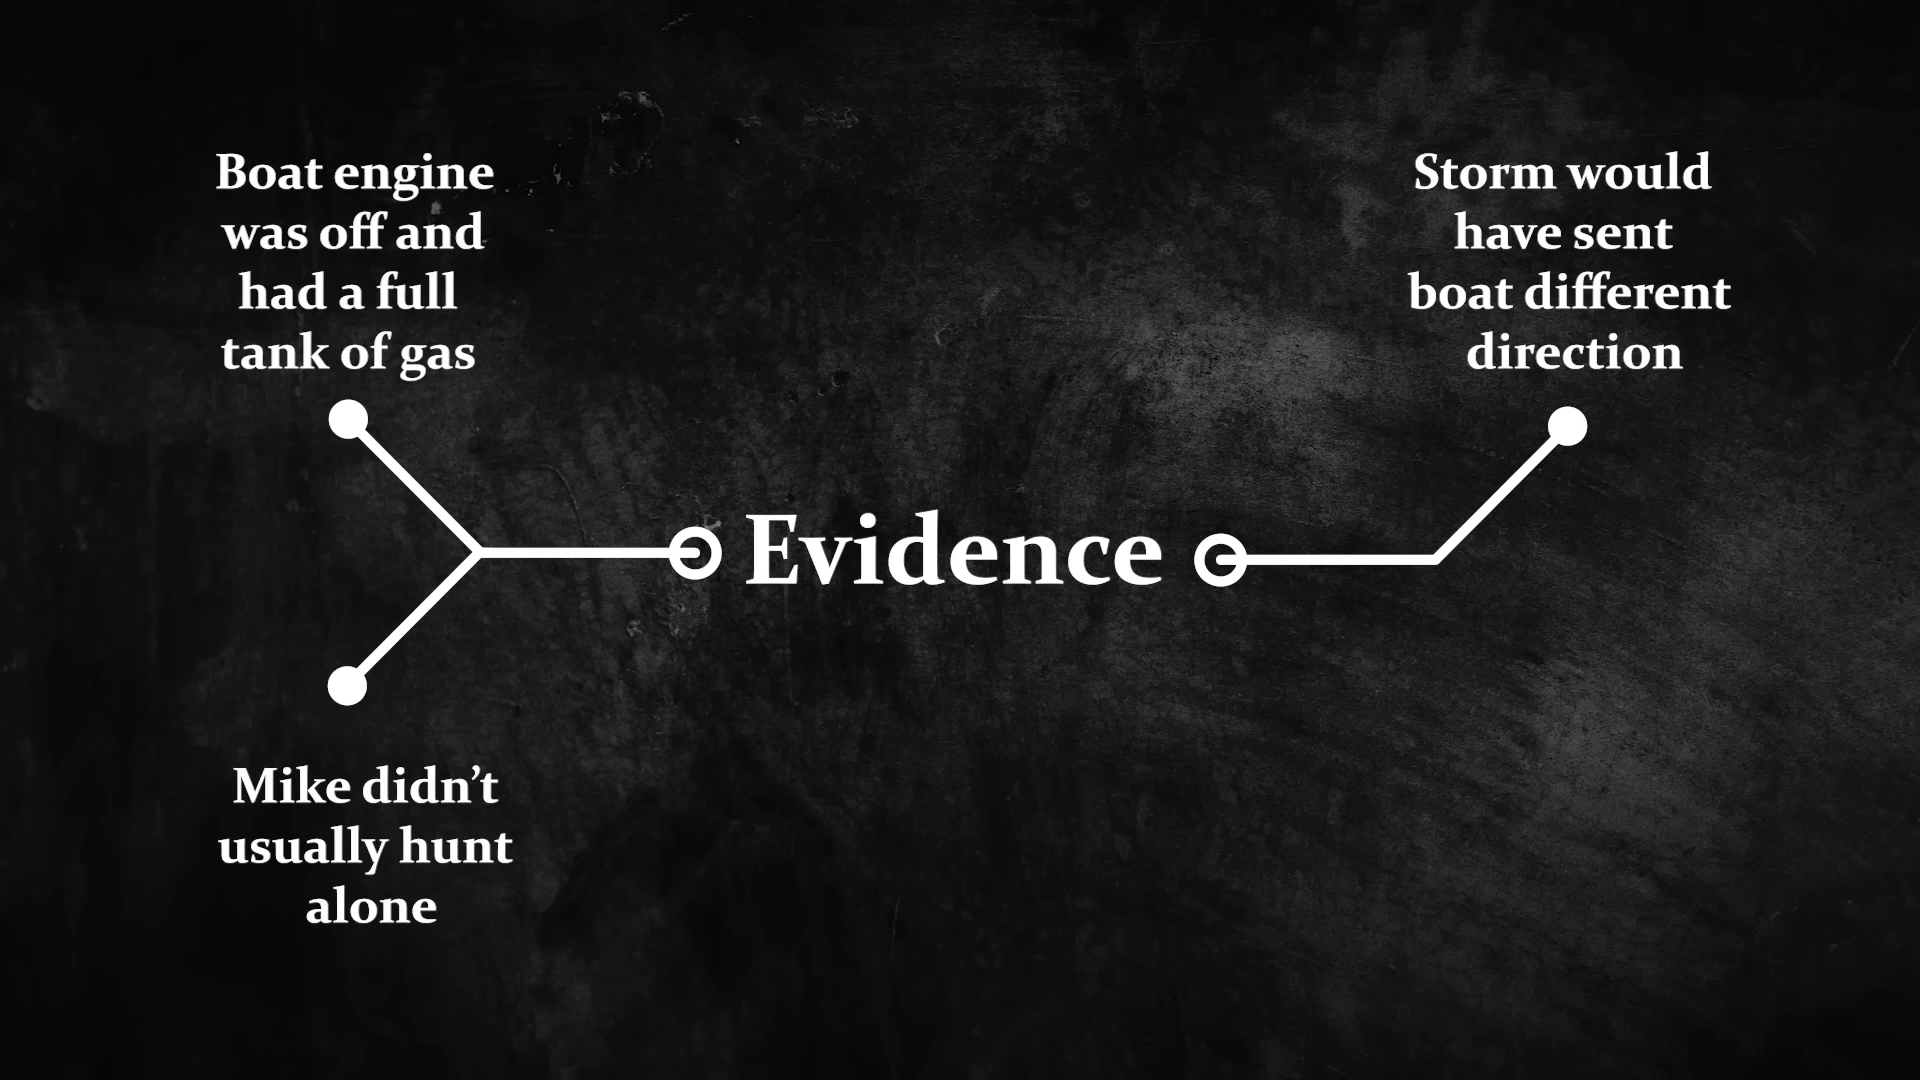 Boat engine
was off and
had a full
tank of gas
Storm would
have sent
boat different
direction
Evidence
Mike didn’t
usually hunt
alone